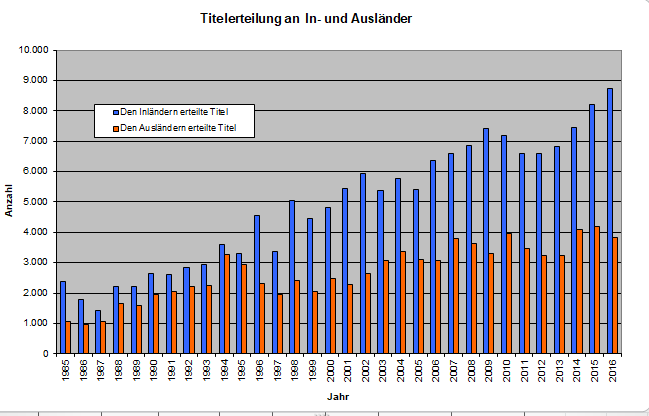 Titelerteilung an In- und Ausländer
10.000
9.000
8.000
7.000
6.000
5.000
4.000
3.000
2.000
1.000
0
Anzahl
Den Inländern erteilte Titel
Den Ausländern erteilte Titel
1985 1986 1987 1988 1989 1990 1991 1992 1993 1994 1995 1996 1997 1998 1999 2000 2001 2002 2003 2004 2005 2006 2007 2008 2009 2010 2011 2012 2013 2014 2015 2016
Jahr